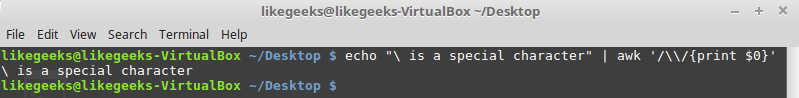 likegeeks@likegeeks-VirtualBox ~/Desktop
File Edit View Search Terminal Help
likegeeks@likegeeks-VirtualBox ~/Desktop $ echo "\ is a special character" | awk '/\\/{print $0}'
\ is a special character
likegeeks@likegeeks-VirtualBox ~/Desktop $